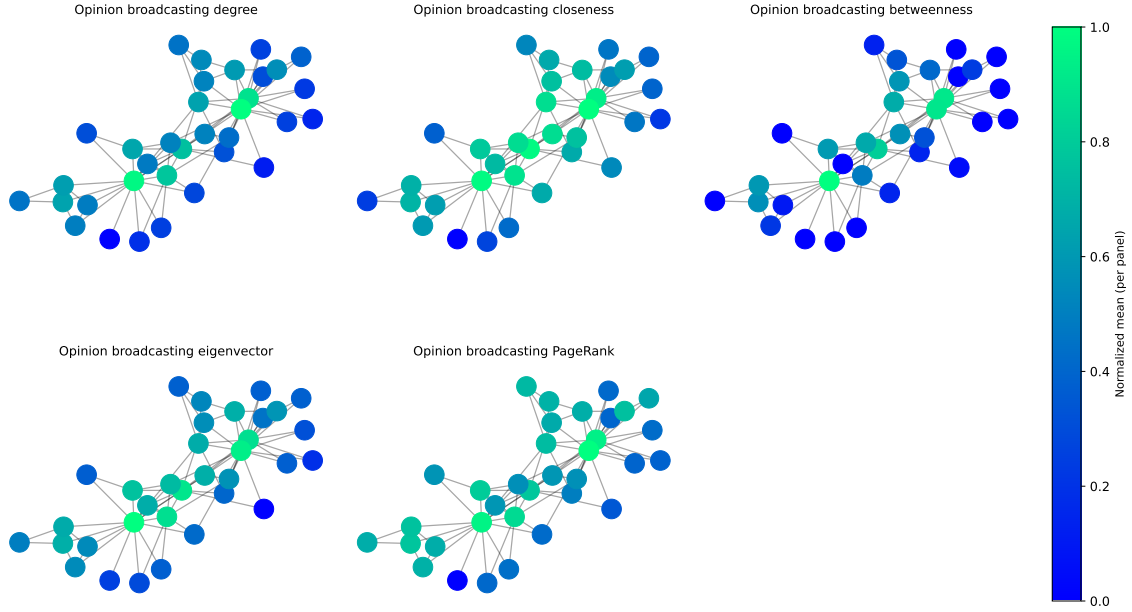 Opinion broadcasting degree
Opinion broadcasting closeness
Opinion broadcasting betweenness
Opinion broadcasting eigenvector
Opinion broadcasting PageRank
1.0
0.8
0.6
0.4
0.2
0.0
Normalized mean (per panel)